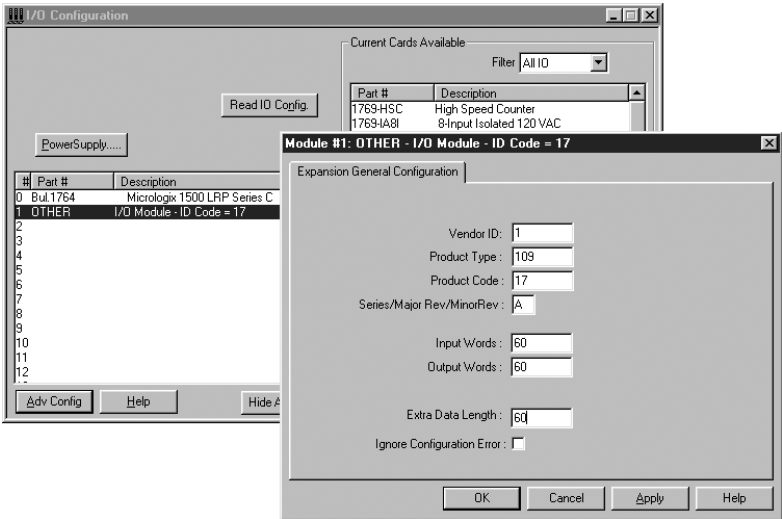 I/O Configuration
Current Cards Available
Filter All IO
Part # Description
1769-HSC High Speed Counter
1769-IA8I 8-Input Isolated 120 VAC
Read IO Config.
PowerSupply.....
# Part # Description
0 Bul.1764 Micrologix 1500 LRP Series C
1 OTHER I/O Module - ID Code = 17
2
3
4
5
6
7
8
9
10
11
12
Adv Config Help Hide A
Module #1: OTHER - I/O Module - ID Code = 17
Expansion General Configuration
Vendor ID: 1
Product Type : 109
Product Code : 17
Series/Major Rev/MinorRev : A
Input Words : 60
Output Words : 60
Extra Data Length : 60
Ignore Configuration Error :
OK Cancel Apply Help